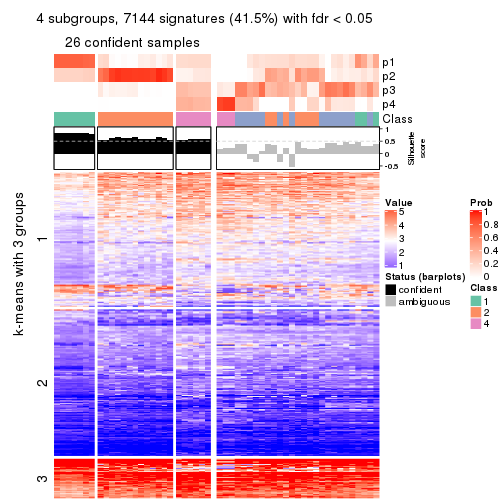 4 subgroups, 7144 signatures (41.5%) with fdr < 0.05
26 confident samples
p1
p2
p3
p4
Class
1
0.5
0
-0.5
Silhouette
score
k-means with 3 groups
1
2
3
Value
5
4
3
2
1
Status (barplots)
confident
ambiguous
Prob
1
0.8
0.6
0.4
0.2
0
Class
1
2
4